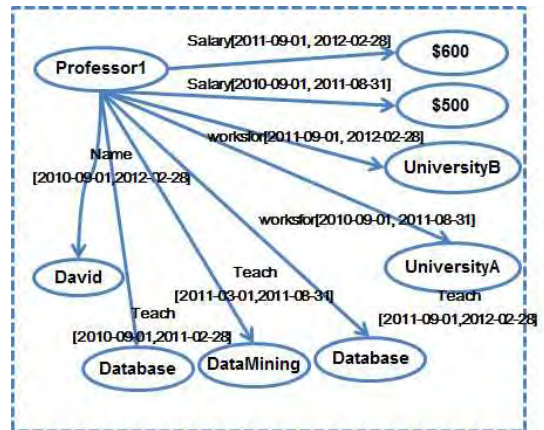 Salary[2011-09-01, 2012-02-28]
$600
Professor1
Salary[2010-09-01, 2011-08-31]
$500
worksfor[2011-09-01, 2012-02-28]
Name
[2010-09-01,2012-02-28]
UniversityB
worksfor[2010-09-01, 2011-08-31]
David
Teach
[2011-03-01,2011-08-31]
UniversityA
Teach
[2010-09-01,2011-02-28]
Teach
[2011-09-01,2012-02-28]
Database
DataMining
Database